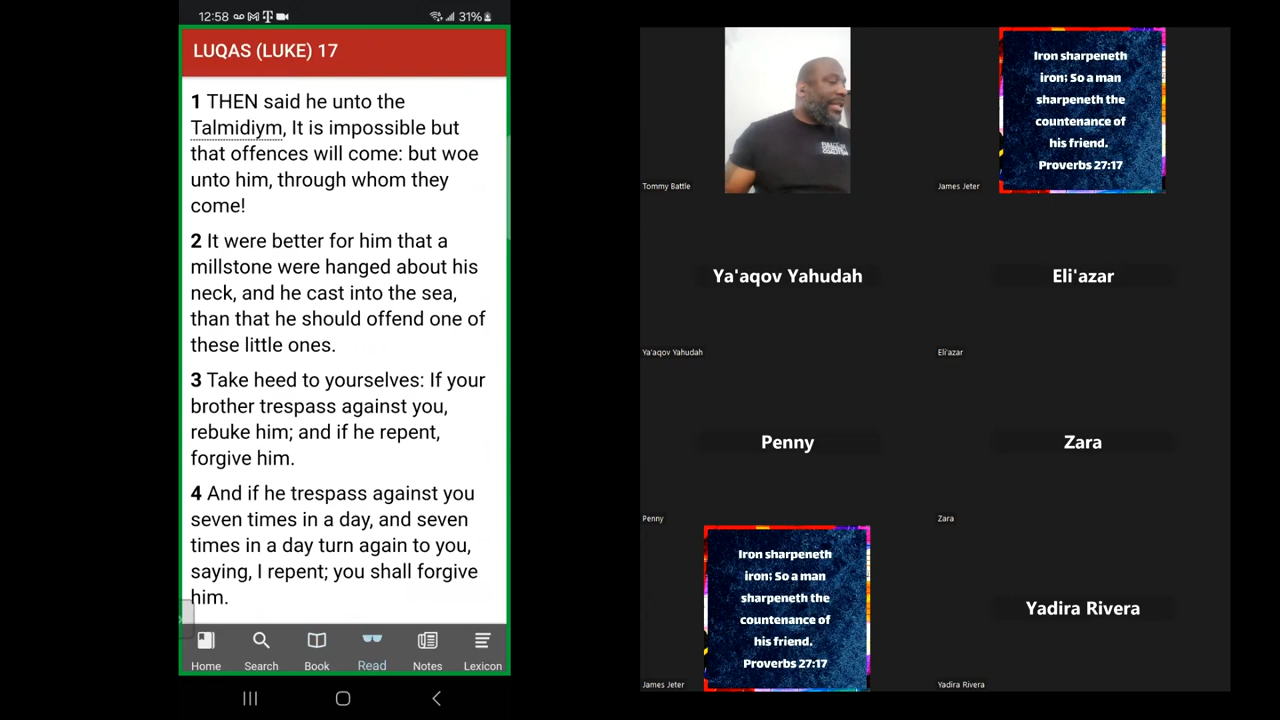 12:58
31%
LUQAS (LUKE) 17
1 THEN said he unto the
Talmidiym, It is impossible but
that offences will come: but woe
unto him, through whom they
come!
2 It were better for him that a
millstone were hanged about his
neck, and he cast into the sea,
than that he should offend one of
these little ones.
3 Take heed to yourselves: If your
brother trespass against you,
rebuke him; and if he repent,
forgive him.
4 And if he trespass against you
seven times in a day, and seven
times in a day turn again to you,
saying, I repent; you shall forgive
him.
Home
Search
Book
Read
Notes
Lexicon
Tommy Battle
Iron sharpeneth
iron; So a man
sharpeneth the
countenance of
his friend.
Proverbs 27:17
James Jeter
Ya'aqov Yahudah
Ya'aqov Yahudah
Eli'azar
Eli'azar
Penny
Penny
Zara
Zara
Iron sharpeneth
iron; So a man
sharpeneth the
countenance of
his friend.
Proverbs 27:17
James Jeter
Yadira Rivera
Yadira Rivera